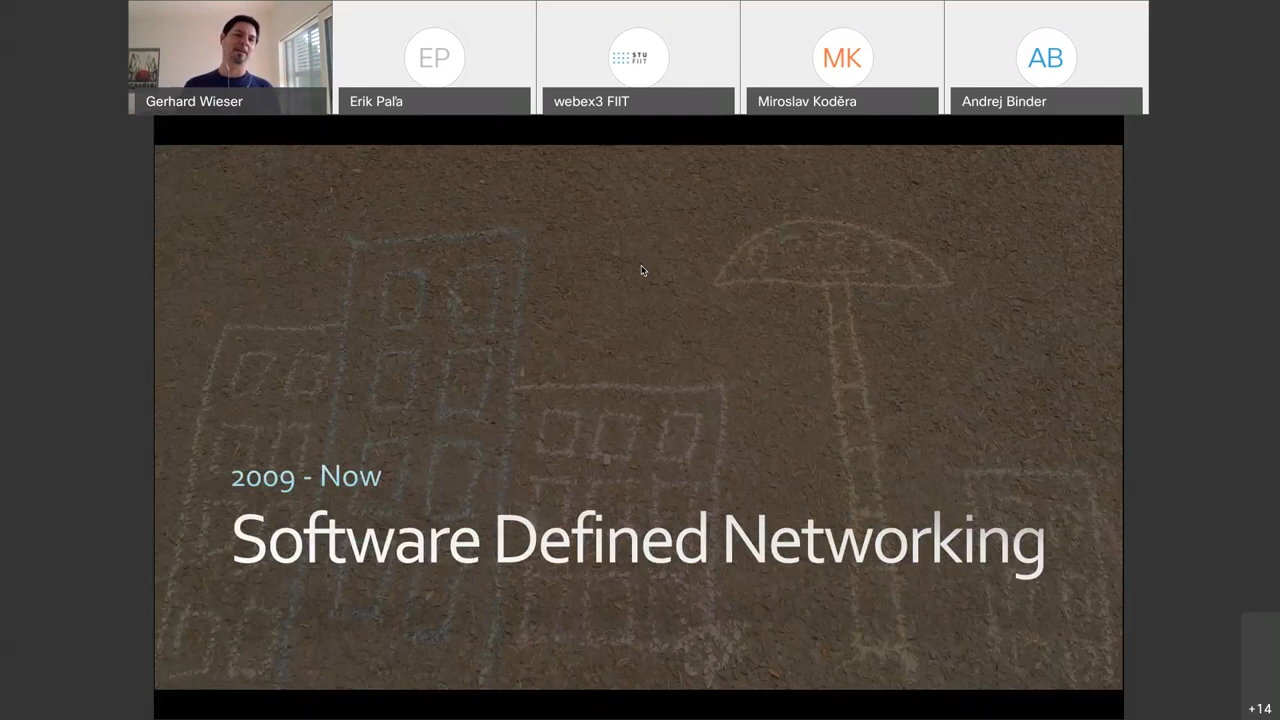 Gerhard Wieser
EP
Erik Paľa
STU
FIIT
webex3 FIIT
MK
Miroslav Koděra
AB
Andrej Binder
2009 - Now
Software Defined Networking
+14